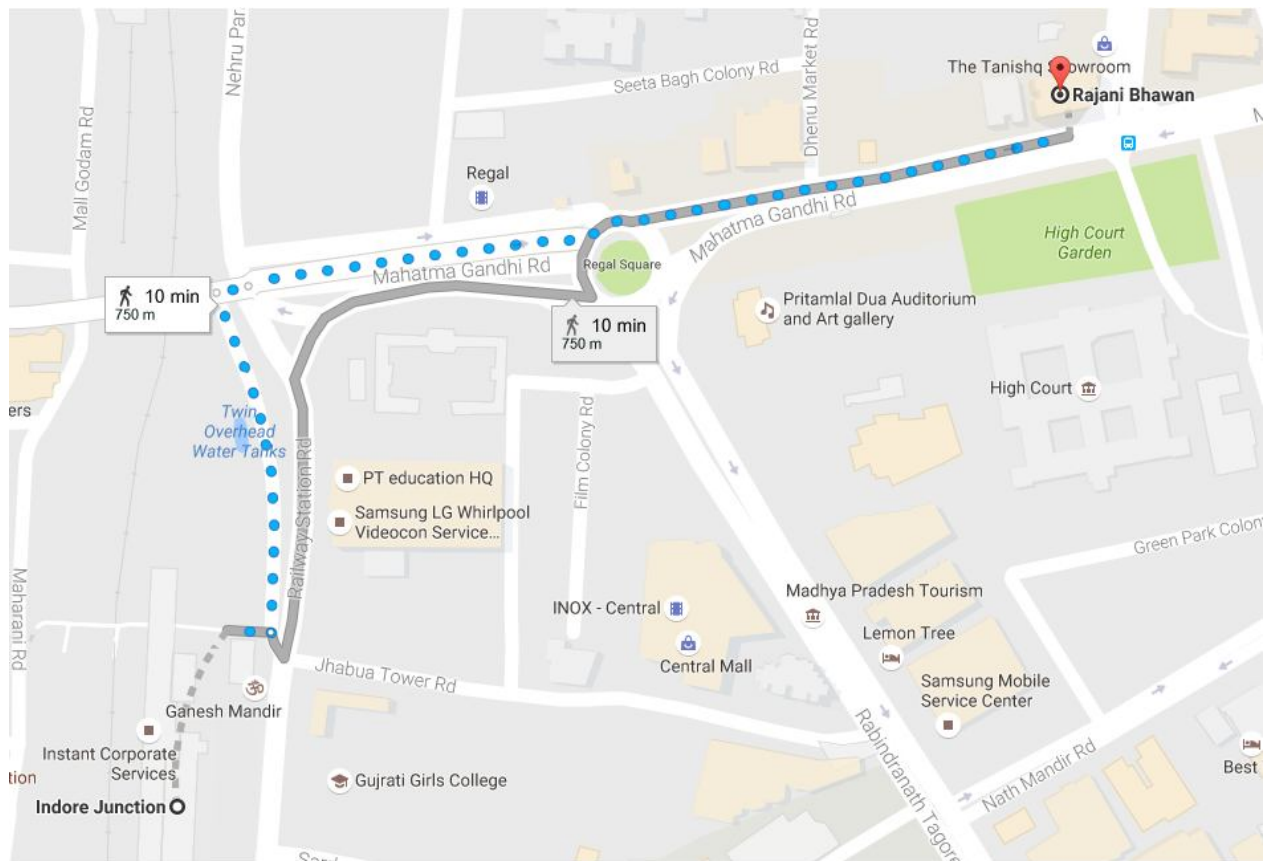 Mall Godam Rd
Nehru Par
Seeta Bagh Colony Rd
Dhenu Market Rd
The Tanishq Showroom
Rajani Bhawan
Regal
Mahatma Gandhi Rd
Mahatma Gandhi Rd
Regal Square
High Court
Garden
10 min
750 m
10 min
750 m
Pritamlal Dua Auditorium
and Art gallery
High Court
ers
Twin
Overhead
Water Tanks
Railway Station Rd
Film Colony Rd
PT education HQ
Samsung LG Whirlpool
Videocon Service...
Green Park Colony
Maharani Rd
INOX - Central
Central Mall
Madhya Pradesh Tourism
Lemon Tree
Samsung Mobile
Service Center
Jhabua Tower Rd
Ganesh Mandir
Instant Corporate
Services
tion
Indore Junction
Gujrati Girls College
Rabindranath Tagore
Nath Mandir Rd
Best